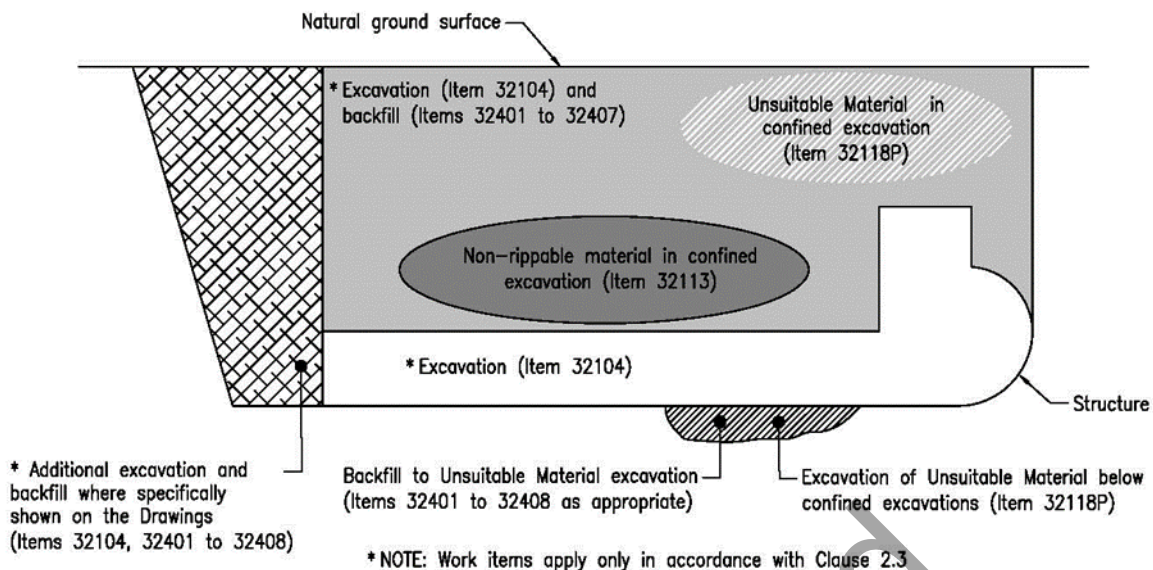 Natural ground surface
* Excavation (Item 32104) and
backfill (Items 32401 to 32407)
Unsuitable Material in
confined excavation
(Item 32118P)
Non-rippable material in confined
excavation (Item 32113)
* Excavation (Item 32104)
Structure
* Additional excavation and
backfill where specifically
shown on the Drawings
(Items 32104, 32401 to 32408)
Backfill to Unsuitable Material excavation
(Items 32401 to 32408 as appropriate)
Excavation of Unsuitable Material below
confined excavations (Item 32118P)
* NOTE: Work items apply only in accordance with Clause 2.3